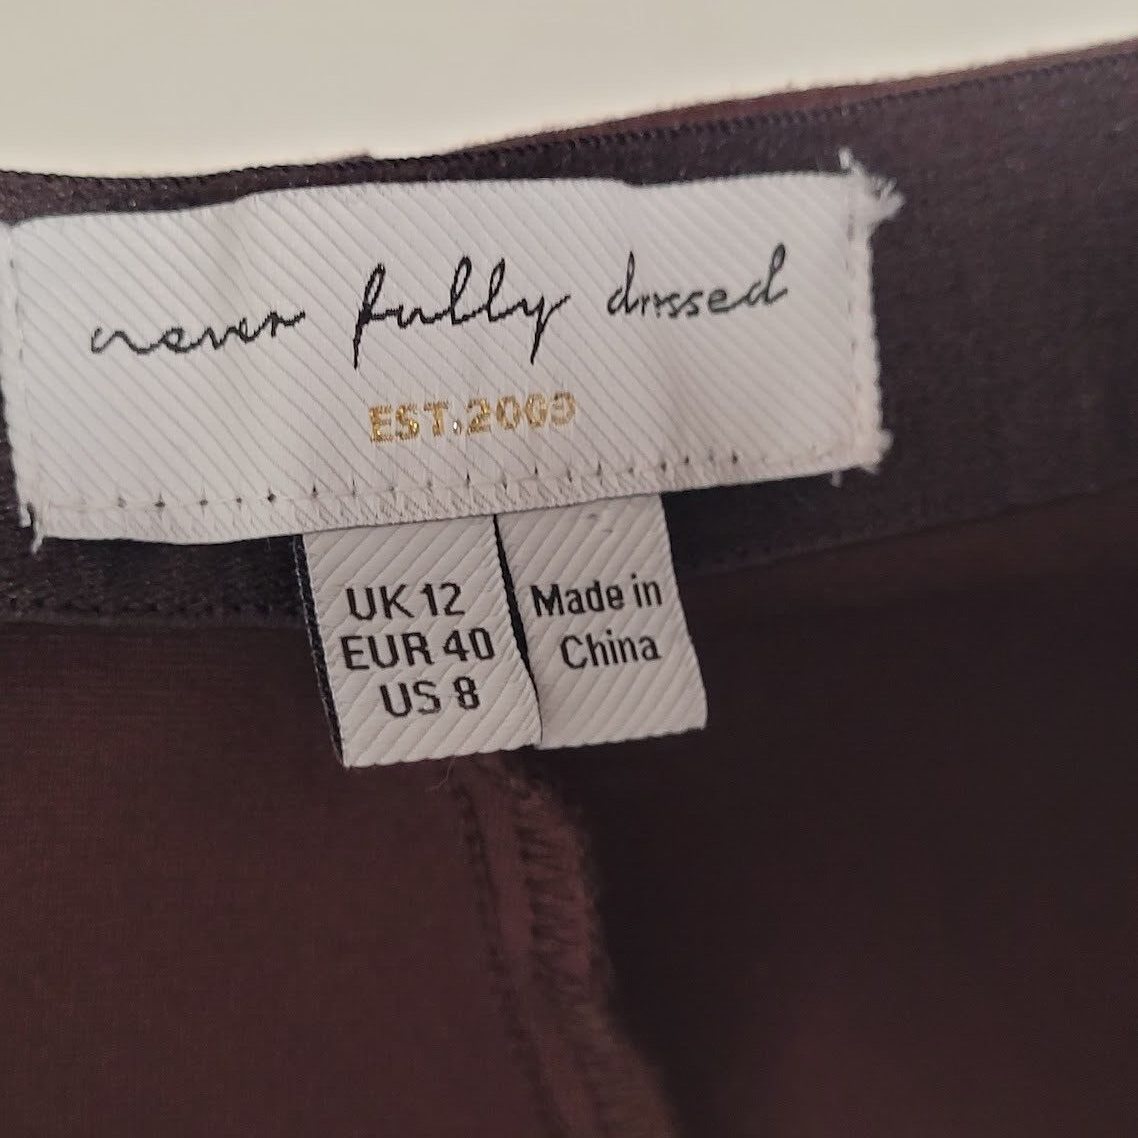 never fully dressed
EST.2009
UK 12
EUR 40
US 8
Made in
China